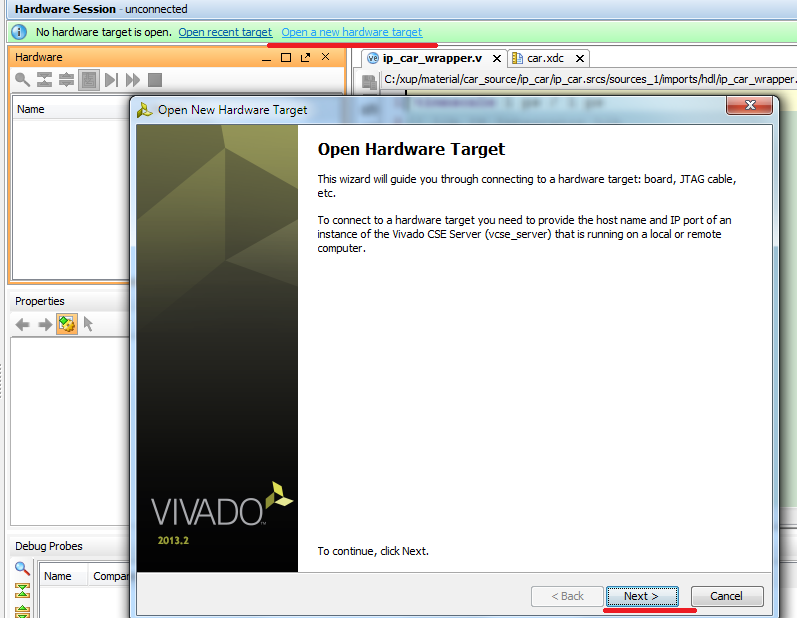 Hardware Session - unconnected
No hardware target is open. Open recent target Open a new hardware target
Hardware
ip_car_wrapper.v
car.xdc
C:/xup/material/car_source/ip_car/ip_car.srcs/sources_1/imports/hdl/ip_car_wrapper.
Name
Open New Hardware Target
Open Hardware Target
This wizard will guide you through connecting to a hardware target: board, JTAG cable,
etc.
To connect to a hardware target you need to provide the host name and IP port of an
instance of the Vivado CSE Server (vcse_server) that is running on a local or remote
computer.
Properties
VIVADO
2013.2
To continue, click Next.
Debug Probes
Name Compar
< Back Next > Cancel